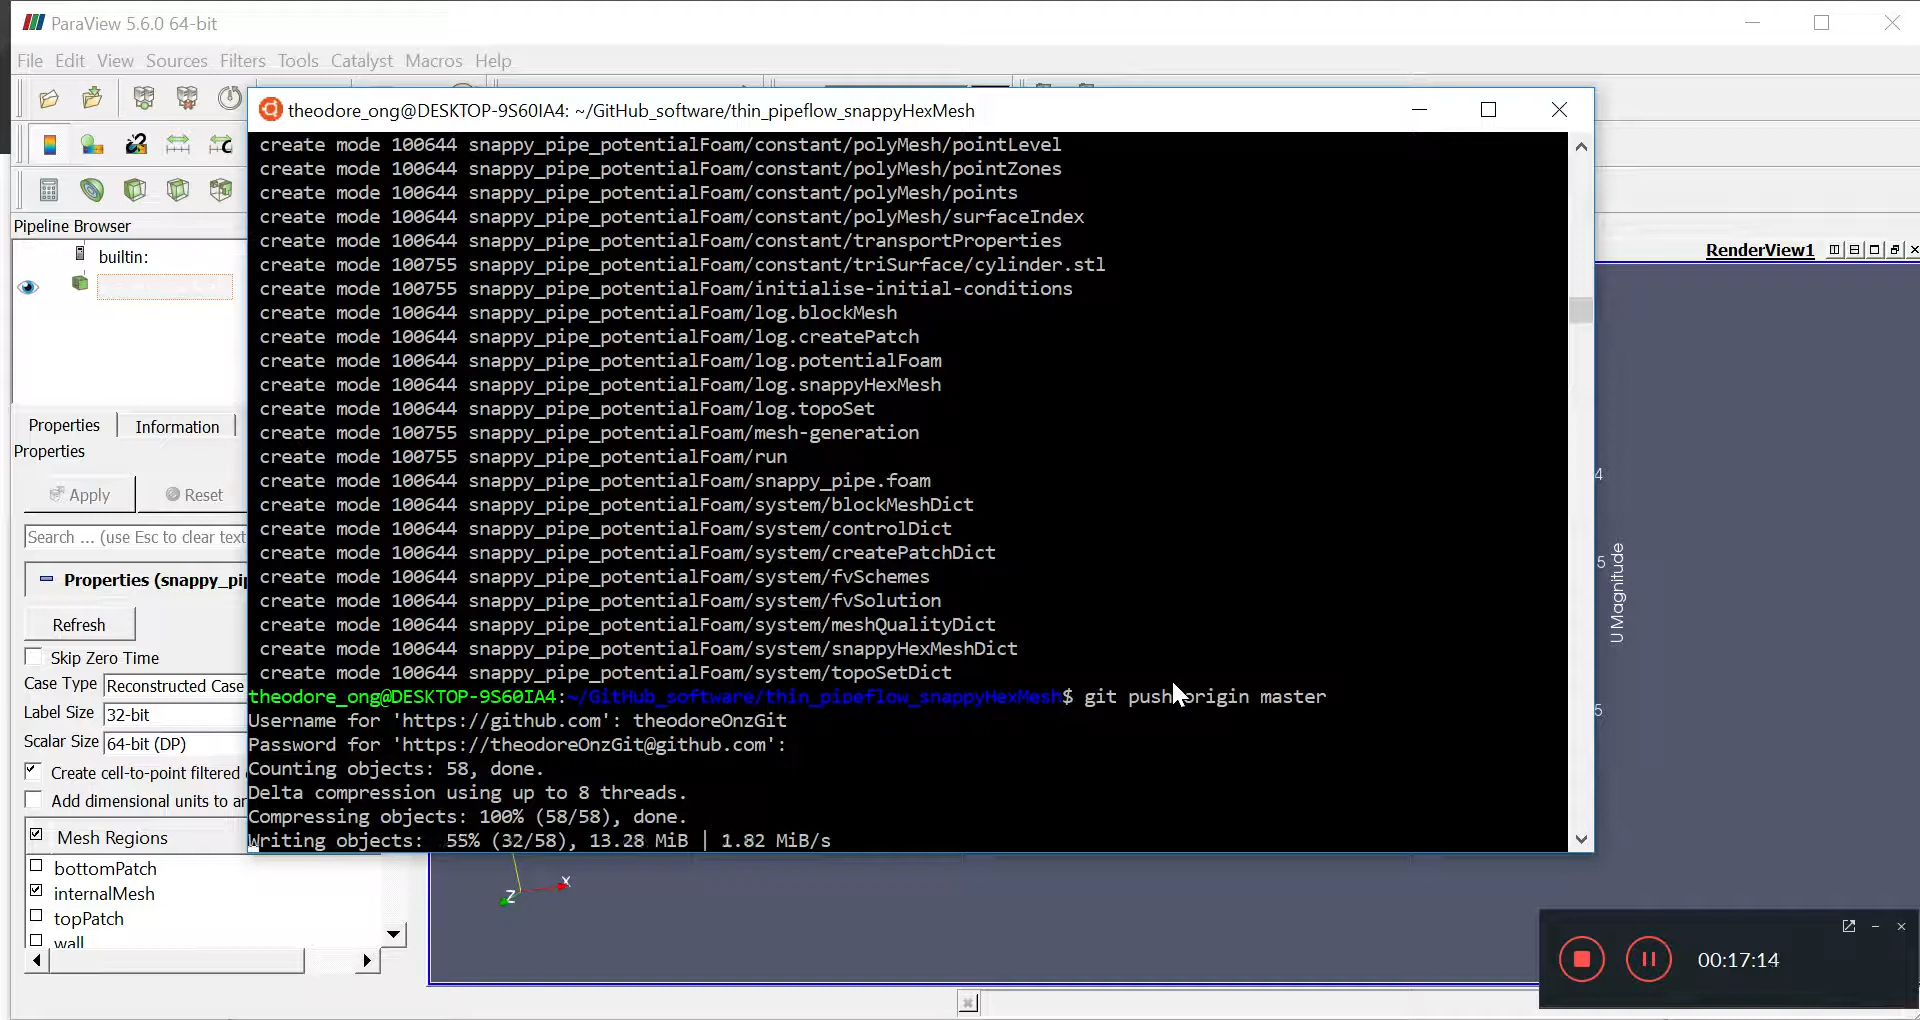 ParaView 5.6.0 64-bit
File Edit View Sources Filters Tools Catalyst Macros Help
theodore_ong@DESKTOP-9S60IA4: ~/GitHub_software/thin_pipeflow_snappyHexMesh
create mode 100644 snappy_pipe_potentialFoam/constant/polyMesh/pointLevel
create mode 100644 snappy_pipe_potentialFoam/constant/polyMesh/pointZones
create mode 100644 snappy_pipe_potentialFoam/constant/polyMesh/points
create mode 100644 snappy_pipe_potentialFoam/constant/polyMesh/surfaceIndex
create mode 100644 snappy_pipe_potentialFoam/constant/transportProperties
create mode 100755 snappy_pipe_potentialFoam/constant/triSurface/cylinder.stl
create mode 100755 snappy_pipe_potentialFoam/initialise-initial-conditions
create mode 100644 snappy_pipe_potentialFoam/log.blockMesh
create mode 100644 snappy_pipe_potentialFoam/log.createPatch
create mode 100644 snappy_pipe_potentialFoam/log.potentialFoam
create mode 100644 snappy_pipe_potentialFoam/log.snappyHexMesh
create mode 100644 snappy_pipe_potentialFoam/log.topoSet
create mode 100755 snappy_pipe_potentialFoam/mesh-generation
create mode 100755 snappy_pipe_potentialFoam/run
create mode 100644 snappy_pipe_potentialFoam/snappy_pipe.foam
create mode 100644 snappy_pipe_potentialFoam/system/blockMeshDict
create mode 100644 snappy_pipe_potentialFoam/system/controlDict
create mode 100644 snappy_pipe_potentialFoam/system/createPatchDict
create mode 100644 snappy_pipe_potentialFoam/system/fvSchemes
create mode 100644 snappy_pipe_potentialFoam/system/fvSolution
create mode 100644 snappy_pipe_potentialFoam/system/meshQualityDict
create mode 100644 snappy_pipe_potentialFoam/system/snappyHexMeshDict
create mode 100644 snappy_pipe_potentialFoam/system/topoSetDict
theodore_ong@DESKTOP-9S60IA4:~/GitHub_software/thin_pipeflow_snappyHexMesh$ git push origin master
Username for 'https://github.com': theodoreOnzGit
Password for 'https://theodoreOnzGit@github.com':
Counting objects: 58, done.
Delta compression using up to 8 threads.
Compressing objects: 100% (58/58), done.
Writing objects: 55% (32/58), 13.28 MiB | 1.82 MiB/s
Pipeline Browser
builtin:
Properties Information
Properties
Apply Reset
Search ... (use Esc to clear text
Properties (snappy_pip
Refresh
Skip Zero Time
Case Type Reconstructed Case
Label Size 32-bit
Scalar Size 64-bit (DP)
Create cell-to-point filtered
Add dimensional units to ar
Mesh Regions
bottomPatch
internalMesh
topPatch
wall
RenderView1
4
5
5
U Magnitude
X
Z
00:17:14